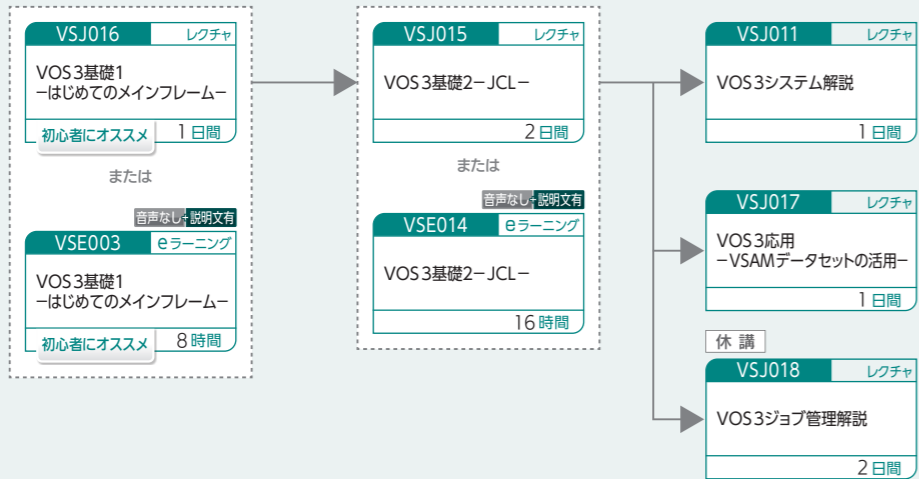 VSJ016 レクチャ
VOS3基礎1
−はじめてのメインフレーム−
初心者にオススメ 1日間
または
音声なし+説明文有
VSE003 eラーニング
VOS3基礎1
−はじめてのメインフレーム−
初心者にオススメ 8時間
VSJ015 レクチャ
VOS3基礎2−JCL−
2日間
または
音声なし+説明文有
VSE014 eラーニング
VOS3基礎2−JCL−
16時間
VSJ011 レクチャ
VOS3システム解説
1日間
VSJ017 レクチャ
VOS3応用
−VSAMデータセットの活用−
1日間
休 講
VSJ018 レクチャ
VOS3ジョブ管理解説
2日間